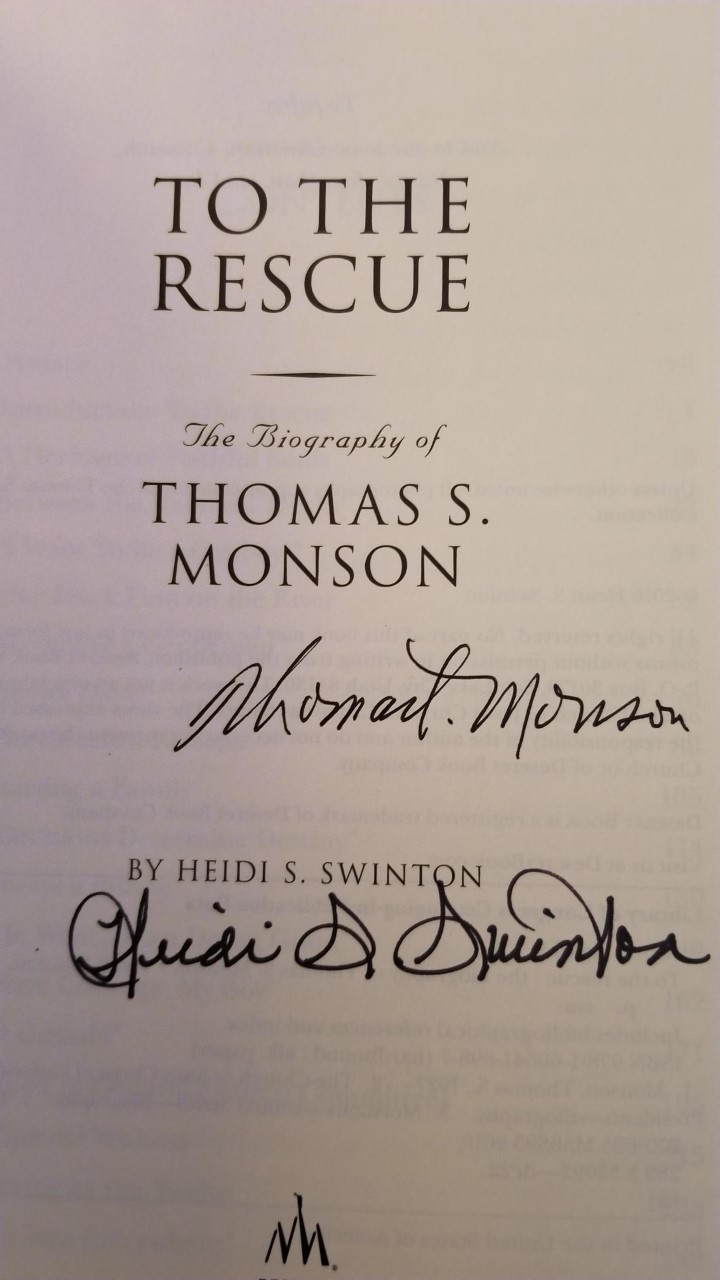 TO THE
RESCUE
The Biography of
THOMAS S.
MONSON
Thomas S. Monson
BY HEIDI S. SWINTON
Heidi S. Swinton